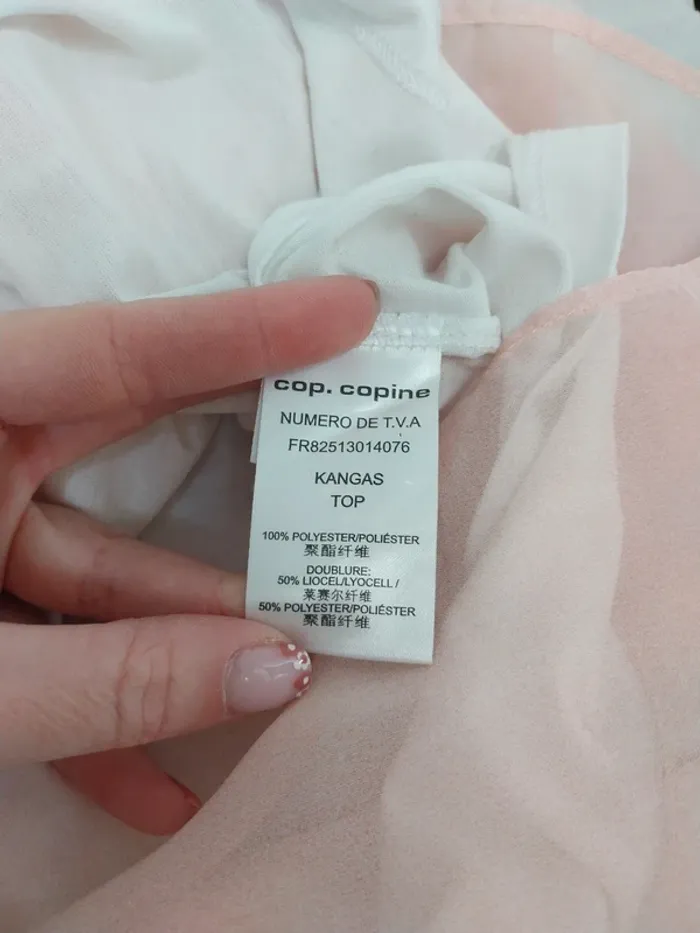 cop. copine
NUMERO DE T.V.A
FR82513014076
KANGAS
TOP
100% POLYESTER/POLIÉSTER
聚酯纤维
DOUBLURE:
50% LIOCEL/LYOCELL /
莱赛尔纤维
50% POLYESTER/POLIÉSTER
聚酯纤维